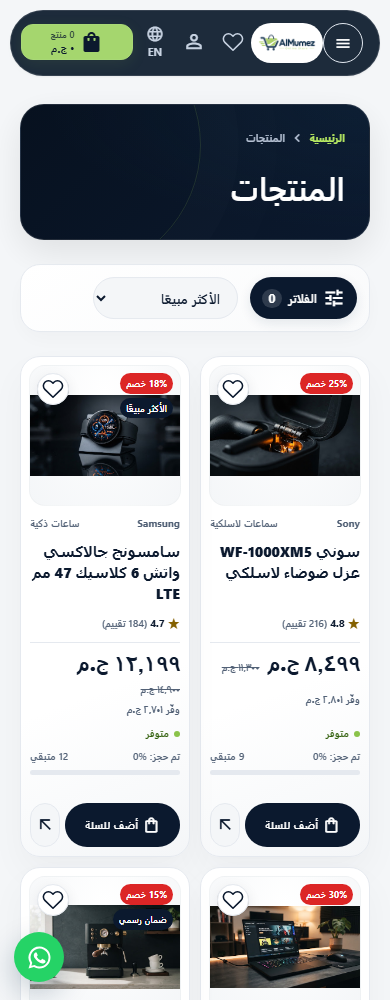 AlMumez
EN
0 منتج
٠ ج.م
الرئيسية > المنتجات
المنتجات
الفلاتر 0
الأكثر مبيعًا
25% خصم
Sony
سماعات لاسلكية
سوني WF-1000XM5
عزل ضوضاء لاسلكي
4.8 (216 تقييم)
٨,٤٩٩ ج.م ١١,٣٠٠ ج.م
وفّر ٢,٨٠١ ج.م
متوفر
تم حجز: 0%
9 متبقي
أضف للسلة
18% خصم
الأكثر مبيعًا
Samsung
ساعات ذكية
سامسونج جالاكسي
واتش 6 كلاسيك 47 مم
LTE
4.7 (184 تقييم)
١٢,١٩٩ ج.م
١٤,٩٠٠ ج.م
وفّر ٢,٧٠١ ج.م
متوفر
تم حجز: 0%
12 متبقي
أضف للسلة
30% خصم
15% خصم
ضمان رسمي